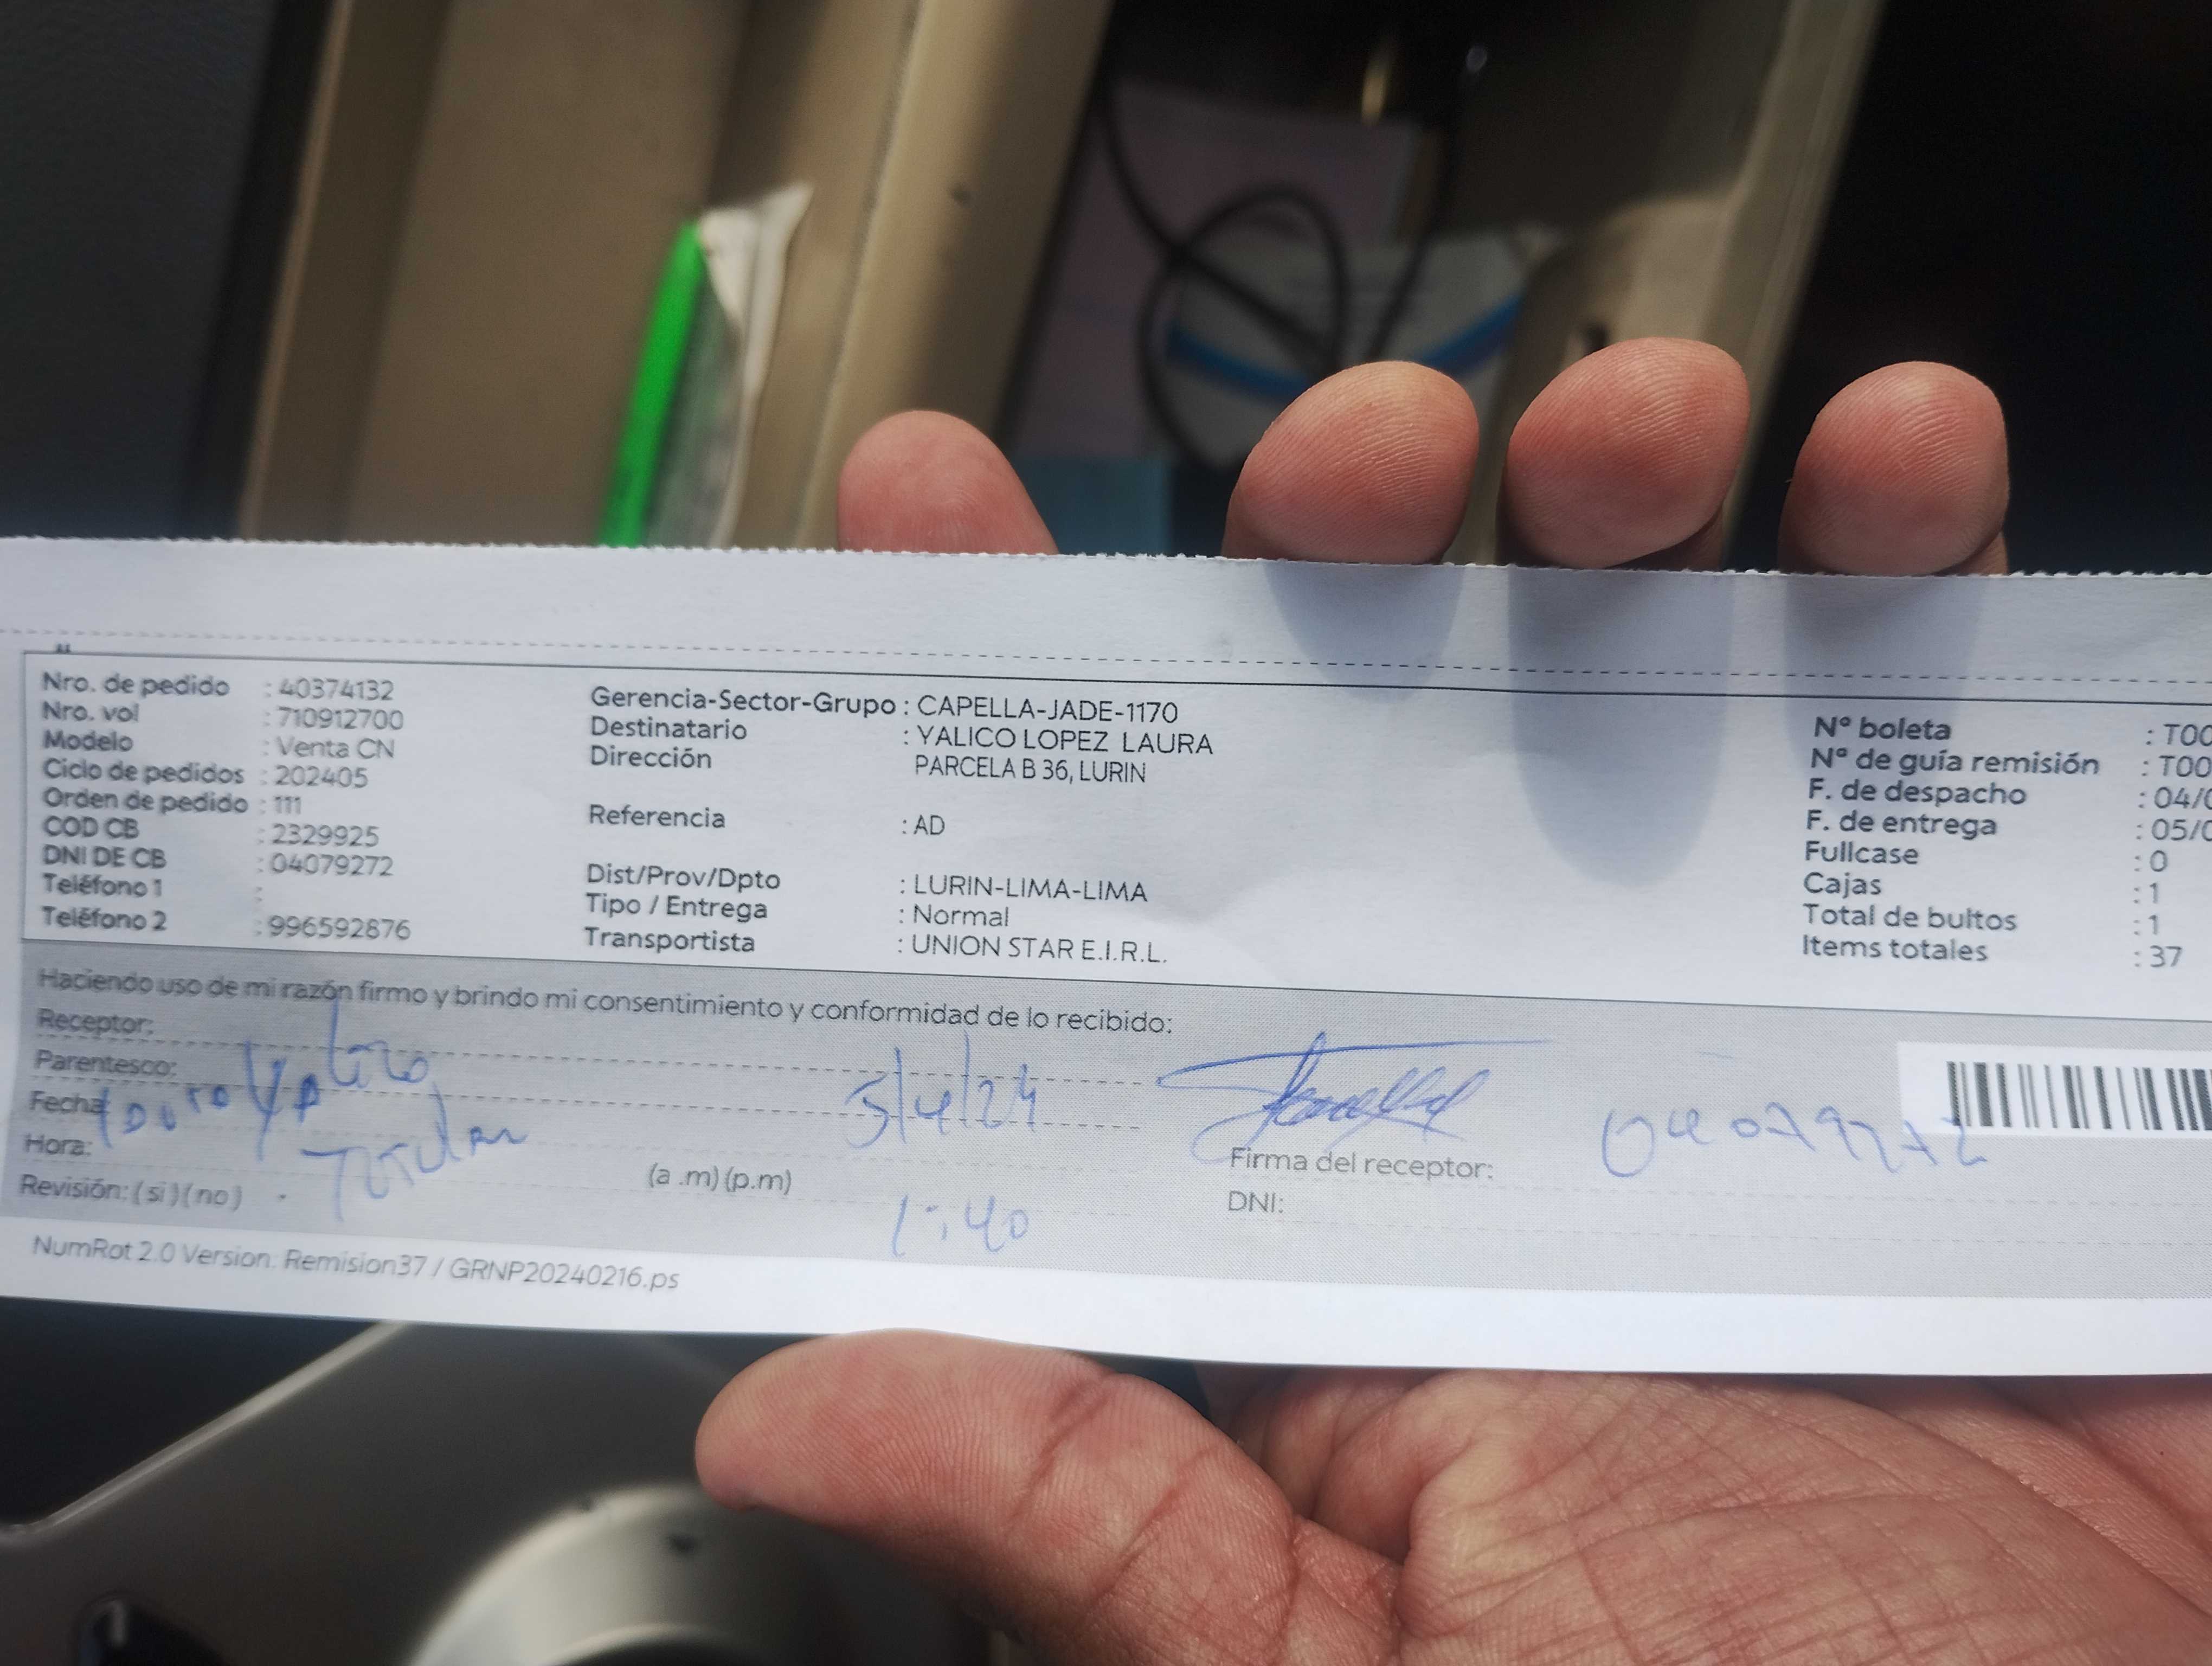 Nro. de pedido : 40374132
Nro. vol : 710912700
Modelo : Venta CN
Ciclo de pedidos : 202405
Orden de pedido : 111
COD CB : 2329925
DNI DE CB : 04079272
Teléfono 1 :
Teléfono 2 : 996592876
Gerencia-Sector-Grupo : CAPELLA-JADE-1170
Destinatario : YALICO LOPEZ LAURA
Dirección PARCELA B 36, LURIN
Referencia : AD
Dist/Prov/Dpto : LURIN-LIMA-LIMA
Tipo / Entrega : Normal
Transportista : UNION STAR E.I.R.L.
Nº boleta : T00
Nº de guía remisión : T00
F. de despacho : 04/0
F. de entrega : 05/0
Fullcase : 0
Cajas : 1
Total de bultos : 1
Items totales : 37
Haciendo uso de mi razón firmo y brindo mi consentimiento y conformidad de lo recibido:
Receptor:
Parentesco:
Fecha
Laura Yalico 5/4/24 04079272
Hora: Titular
(a .m) (p.m) Firma del receptor:
Revisión: ( si ) ( no ) 1:40 DNI:
NumRot 2.0 Version. Remision37 / GRNP20240216.ps